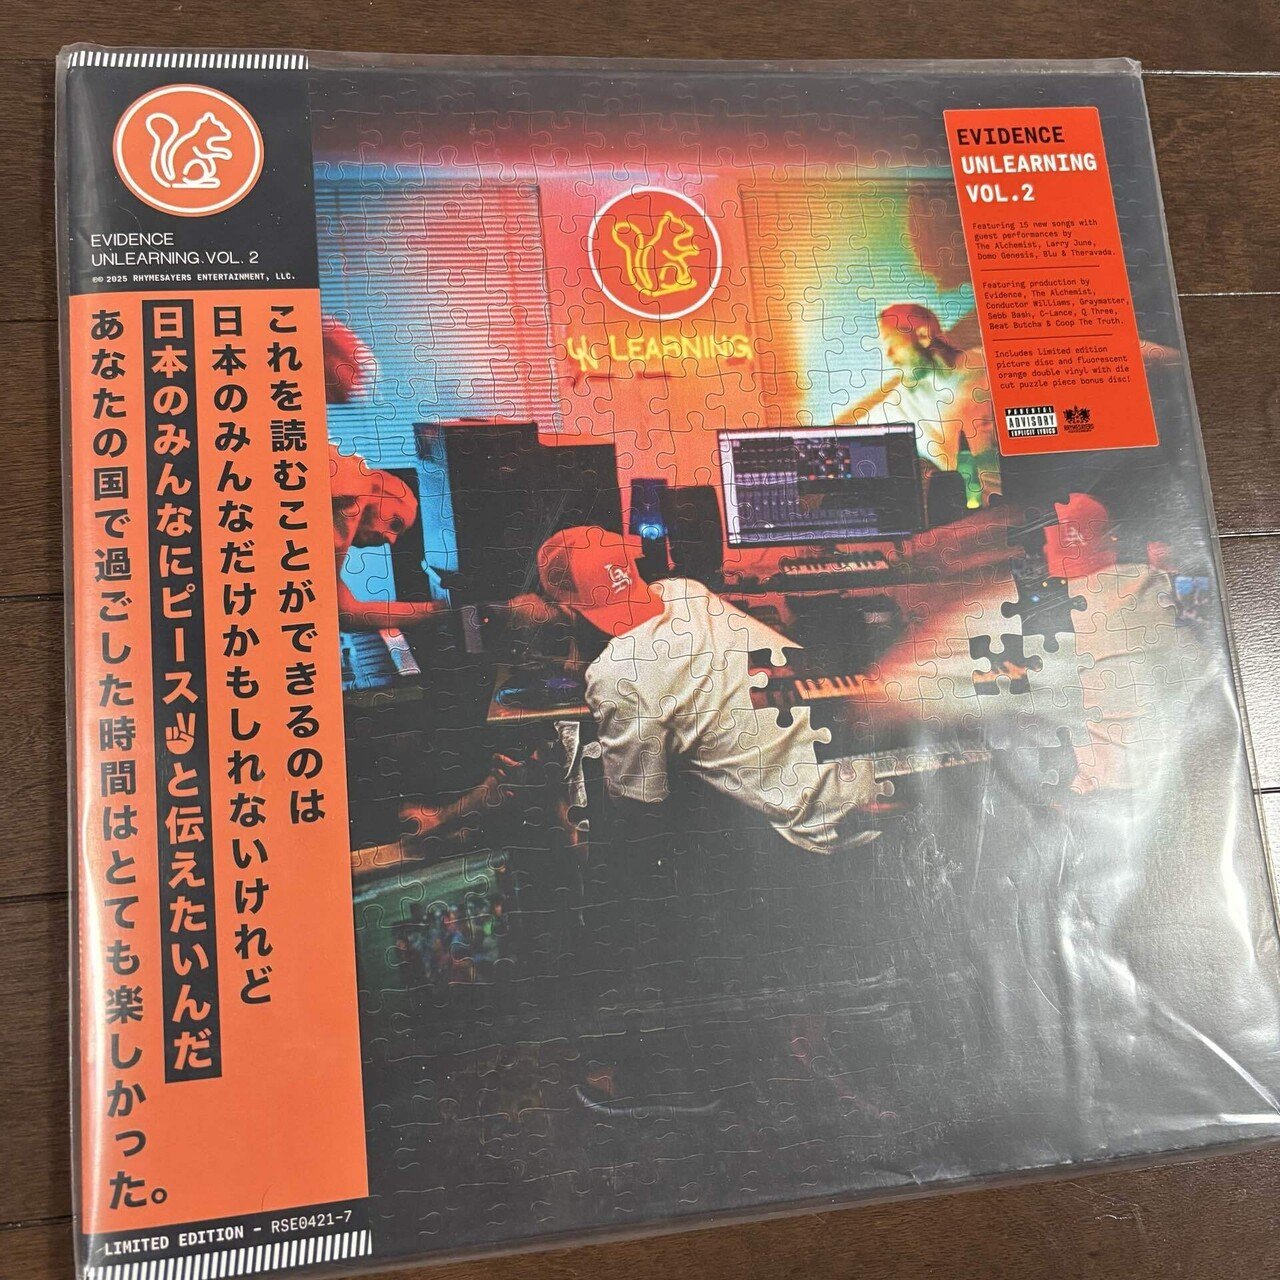 EVIDENCE
UNLEARNING.VOL. 2
℗© 2025 RHYMESAYERS ENTERTAINMENT, LLC.
これを読むことができるのは
日本のみんなだけかもしれないけれど
日本のみんなにピース✌と伝えたいんだ
あなたの国で過ごした時間はとても楽しかった。
LIMITED EDITION - RSE0421-7
UN LEARNING
EVIDENCE
UNLEARNING
VOL.2
Featuring 15 new songs with
guest performances by
The Alchemist, Larry June,
Domo Genesis, Blu & Theravada.
Featuring production by
Evidence, The Alchemist,
Conductor Williams, Graymatter,
Sebb Bash, C-Lance, Q Three,
Beat Butcha & Coop The Truth.
Includes limited edition
picture disc and fluorescent
orange double vinyl with die
cut puzzle piece bonus disc!
PARENTAL
ADVISORY
EXPLICIT LYRICS
RHYMESAYERS